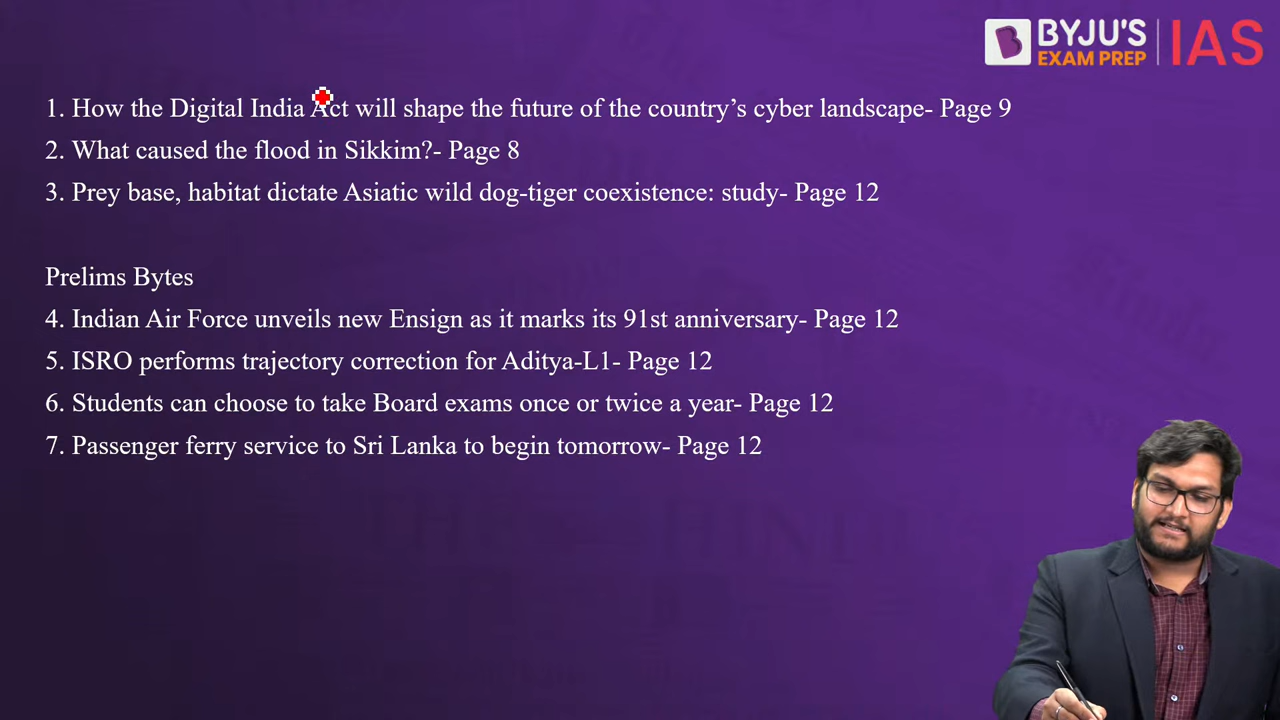 BYJU'S
EXAM PREP
IAS
1. How the Digital India Act will shape the future of the country’s cyber landscape- Page 9
2. What caused the flood in Sikkim?- Page 8
3. Prey base, habitat dictate Asiatic wild dog-tiger coexistence: study- Page 12
Prelims Bytes
4. Indian Air Force unveils new Ensign as it marks its 91st anniversary- Page 12
5. ISRO performs trajectory correction for Aditya-L1- Page 12
6. Students can choose to take Board exams once or twice a year- Page 12
7. Passenger ferry service to Sri Lanka to begin tomorrow- Page 12